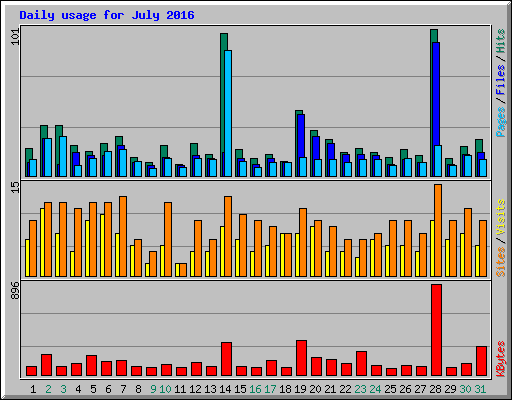 Daily usage for July 2016
101
Pages / Files / Hits
15
Sites / Visits
896
KBytes
1 2 3 4 5 6 7 8 9 10 11 12 13 14 15 16 17 18 19 20 21 22 23 24 25 26 27 28 29 30 31